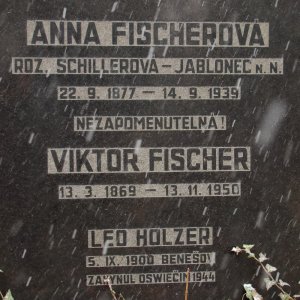 ANNA FISCHEROVÁ
ROZ. SCHILLEROVÁ – JABLONEC N. N.
22. 9. 1877 — 14. 9. 1939
NEZAPOMENUTELNÁ!
VIKTOR FISCHER
13. 3. 1869 — 13. 11. 1950
LEO HOLZER
5. IX. 1900 BENEŠOV
ZAHYNUL OSWIEČIN 1944